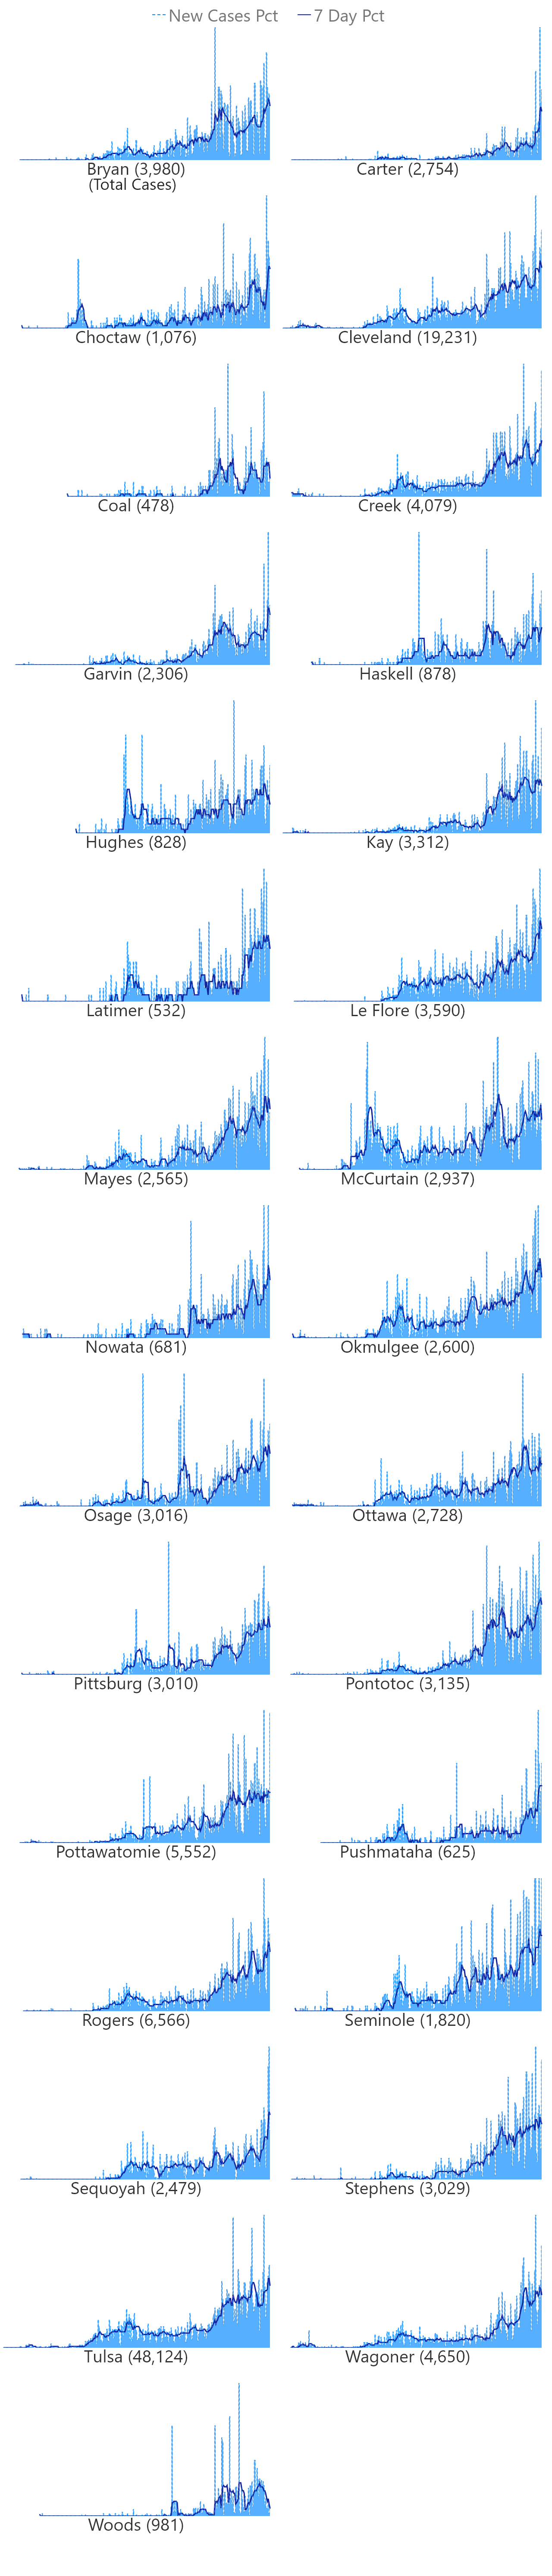 New Cases Pct 7 Day Pct
Bryan (3,980) Carter (2,754)
(Total Cases)
Choctaw (1,076) Cleveland (19,231)
Coal (478) Creek (4,079)
Garvin (2,306) Haskell (878)
Hughes (828) Kay (3,312)
Latimer (532) Le Flore (3,590)
Mayes (2,565) McCurtain (2,937)
Nowata (681) Okmulgee (2,600)
Osage (3,016) Ottawa (2,728)
Pittsburg (3,010) Pontotoc (3,135)
Pottawatomie (5,552) Pushmataha (625)
Rogers (6,566) Seminole (1,820)
Sequoyah (2,479) Stephens (3,029)
Tulsa (48,124) Wagoner (4,650)
Woods (981)